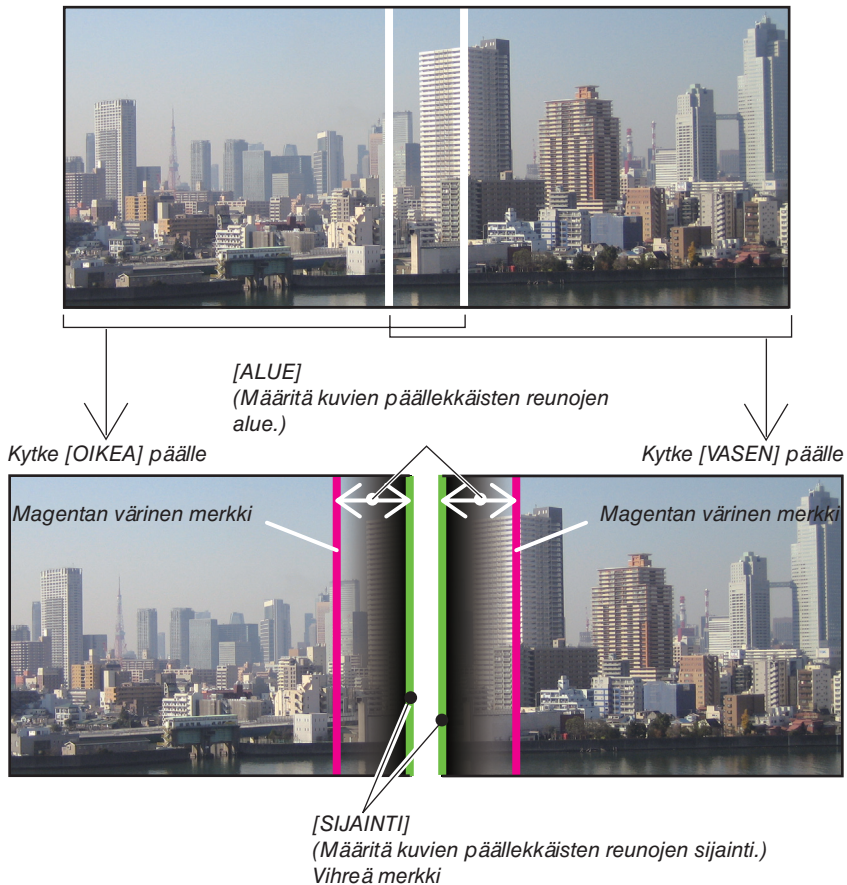 [ALUE]
(Määritä kuvien päällekkäisten reunojen
alue.)
Kytke [OIKEA] päälle
Kytke [VASEN] päälle
Magentan värinen merkki
Magentan värinen merkki
[SIJAINTI]
(Määritä kuvien päällekkäisten reunojen sijainti.)
Vihreä merkki